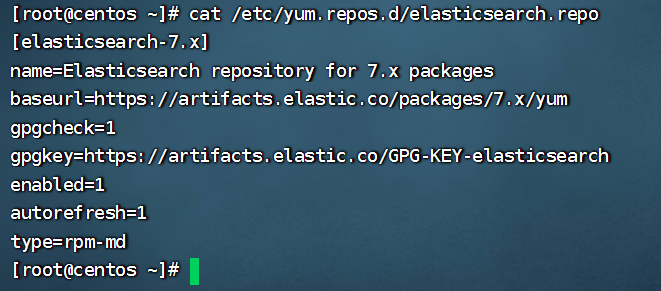 [root@centos ~]# cat /etc/yum.repos.d/elasticsearch.repo
[elasticsearch-7.x]
name=Elasticsearch repository for 7.x packages
baseurl=https://artifacts.elastic.co/packages/7.x/yum
gpgcheck=1
gpgkey=https://artifacts.elastic.co/GPG-KEY-elasticsearch
enabled=1
autorefresh=1
type=rpm-md
[root@centos ~]#